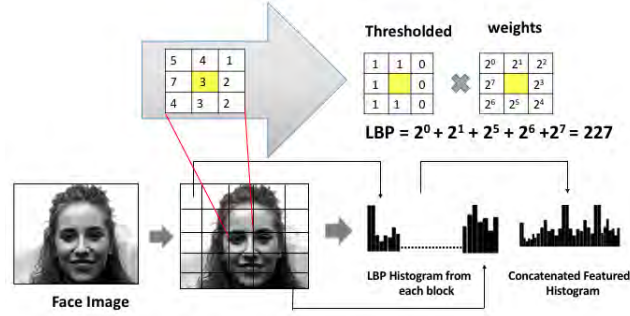 Thresholded weights
5 4 1
7 3 2
4 3 2
1 1 0
1 0
1 1 0
2⁰ 2¹ 2²
2⁷ 2³
2⁶ 2⁵ 2⁴
LBP = 2⁰ + 2¹ + 2⁵ + 2⁶ +2⁷ = 227
Face Image
LBP Histogram from
each block
Concatenated Featured
Histogram